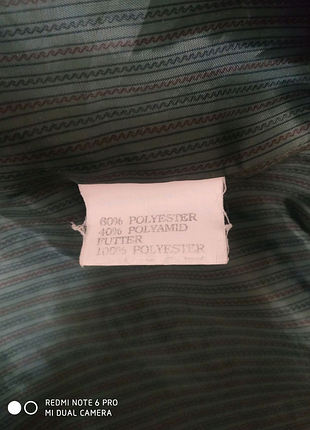 60% POLYESTER
40% POLYAMID
FUTTER
100% POLYESTER
REDMI NOTE 6 PRO
MI DUAL CAMERA